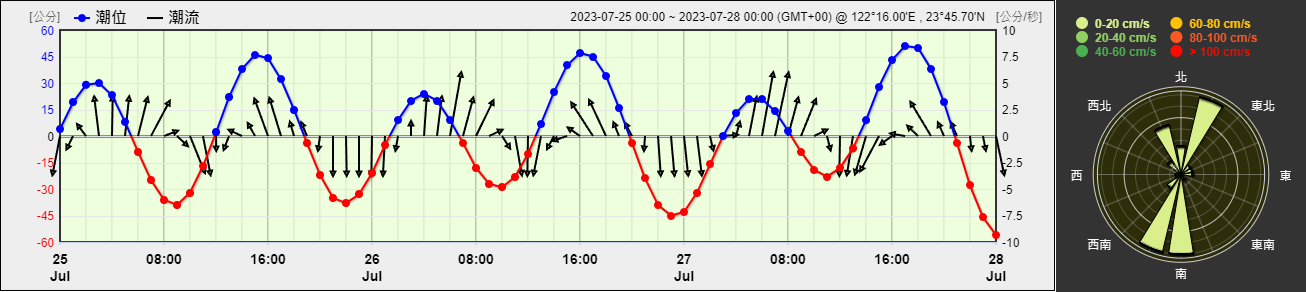 [公分] 潮位 潮流 2023-07-25 00:00 ~ 2023-07-28 00:00 (GMT+00) @ 122°16.00'E , 23°45.70'N [公分/秒]
60 10
45 7.5
30 5
15 2.5
0 0
-15 -2.5
-30 -5
-45 -7.5
-60 -10
25 08:00 16:00 26 08:00 16:00 27 08:00 16:00 28
Jul Jul Jul Jul
0-20 cm/s 60-80 cm/s
20-40 cm/s 80-100 cm/s
40-60 cm/s > 100 cm/s
北
西北 東北
西 東
西南 東南
南